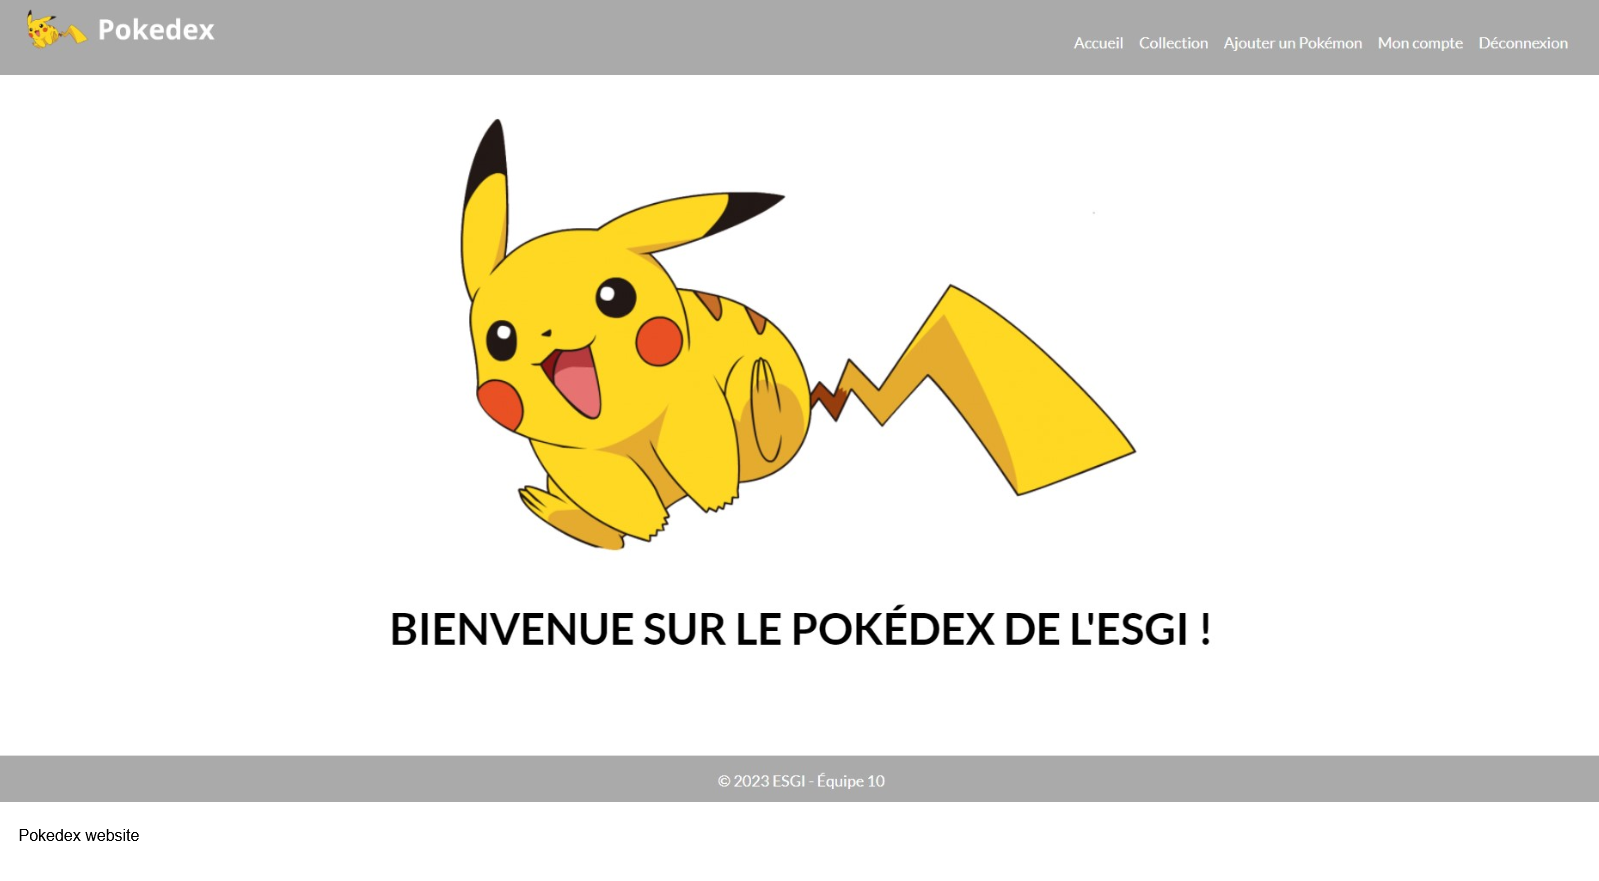 Pokedex
Accueil Collection Ajouter un Pokémon Mon compte Déconnexion
BIENVENUE SUR LE POKÉDEX DE L'ESGI !
© 2023 ESGI - Équipe 10
Pokedex website